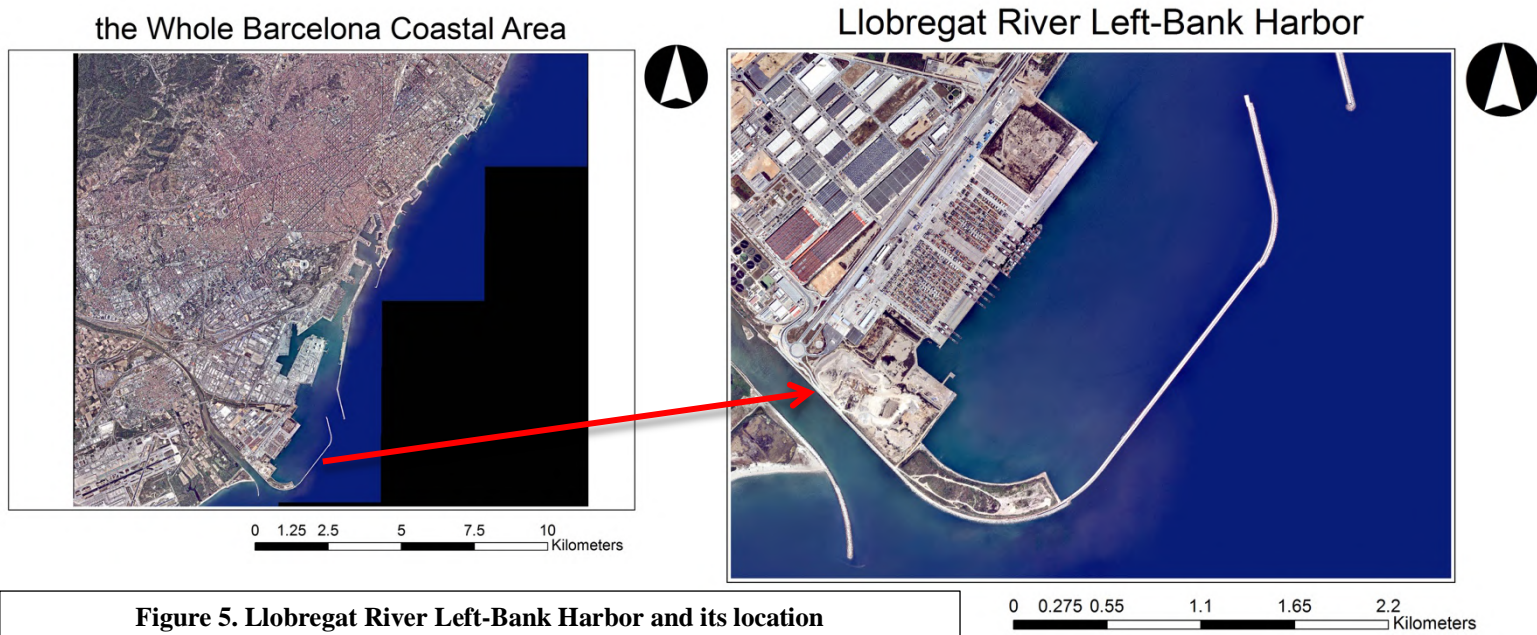 the Whole Barcelona Coastal Area
Llobregat River Left-Bank Harbor
0 1.25 2.5 5 7.5 10
Kilometers
Figure 5. Llobregat River Left-Bank Harbor and its location
0 0.275 0.55 1.1 1.65 2.2
Kilometers